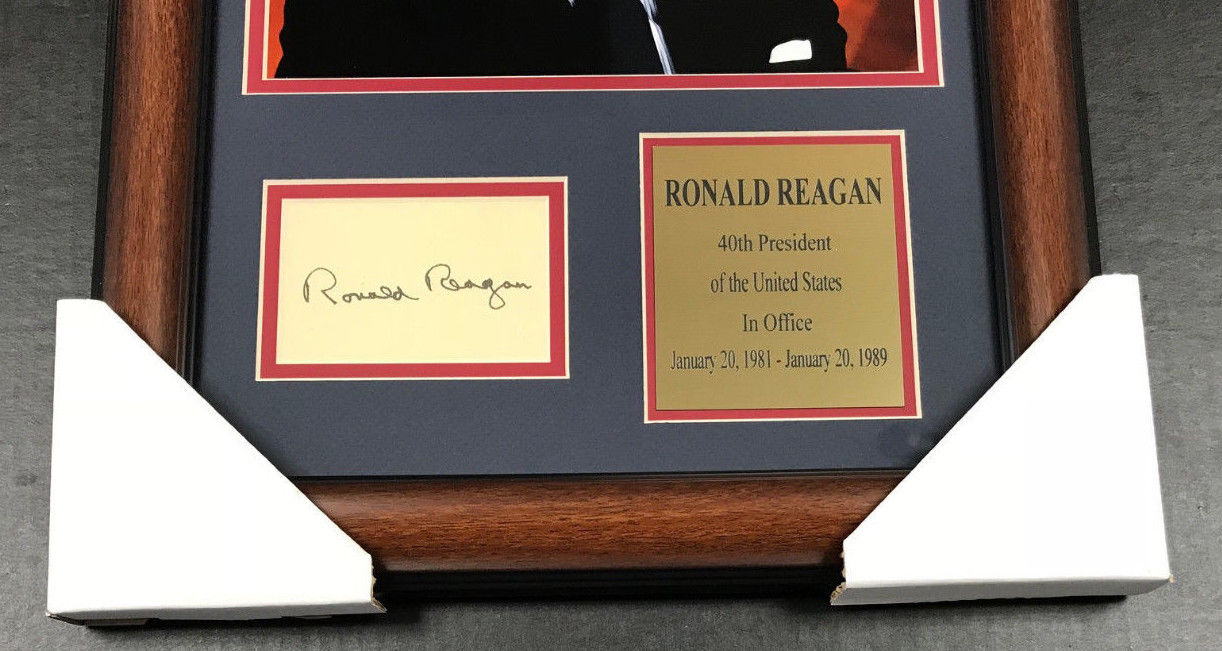 Ronald Reagan
RONALD REAGAN
40th President
of the United States
In Office
January 20, 1981 - January 20, 1989